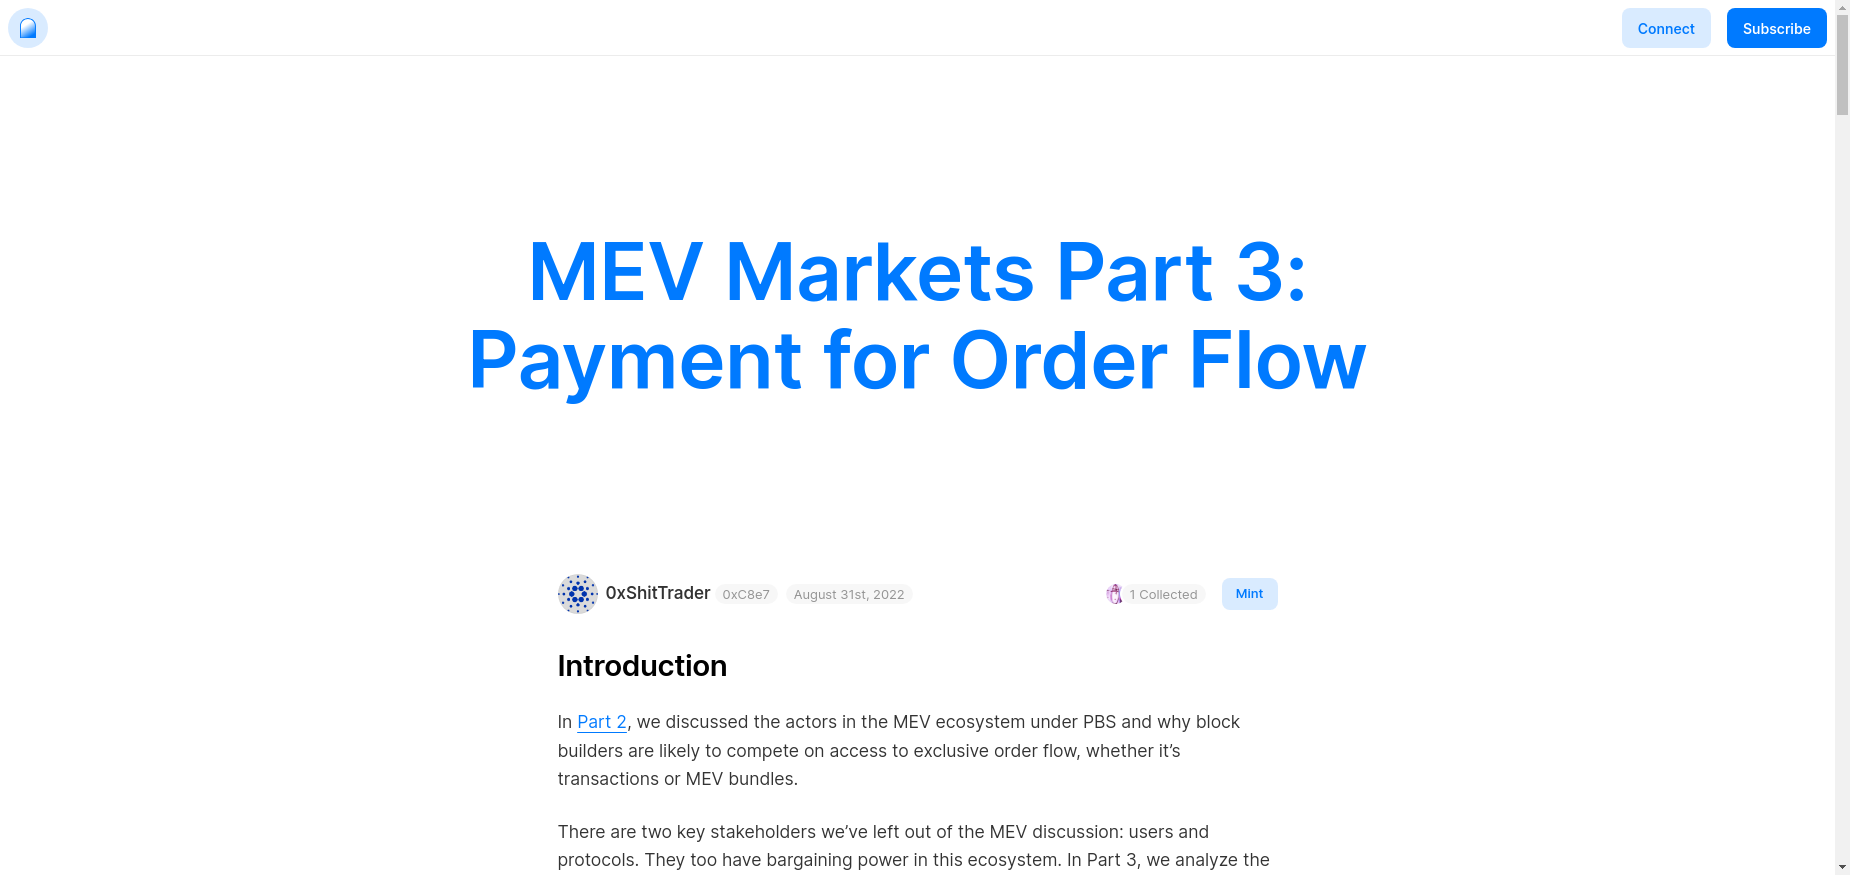 Connect
Subscribe
MEV Markets Part 3:
Payment for Order Flow
0xShitTrader 0xC8e7 August 31st, 2022
1 Collected
Mint
Introduction
In Part 2, we discussed the actors in the MEV ecosystem under PBS and why block
builders are likely to compete on access to exclusive order flow, whether it’s
transactions or MEV bundles.
There are two key stakeholders we’ve left out of the MEV discussion: users and
protocols. They too have bargaining power in this ecosystem. In Part 3, we analyze the